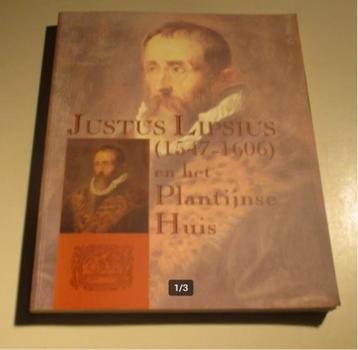 JUSTUS LIPSIUS
(1547-1606)
en het
Plantijnse
Huis
1/3